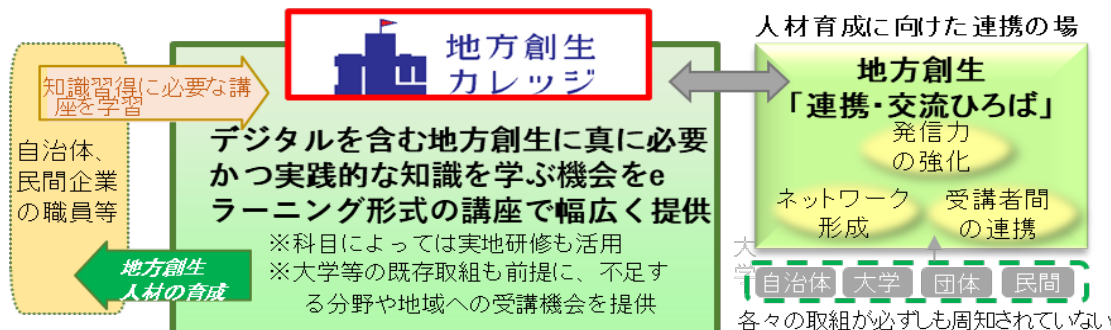 自治体、
民間企業
の職員等
知識習得に必要な講
座を学習
地方創生
人材の育成
地方創生
カレッジ
デジタルを含む地方創生に真に必要
かつ実践的な知識を学ぶ機会をe
ラーニング形式の講座で幅広く提供
※科目によっては実地研修も活用
※大学等の既存取組も前提に、不足す
る分野や地域への受講機会を提供
人材育成に向けた連携の場
地方創生
「連携・交流ひろば」
発信力
の強化
ネットワーク
形成
受講者間
の連携
大
学
自治体
大学
団体
民間
各々の取組が必ずしも周知されていない